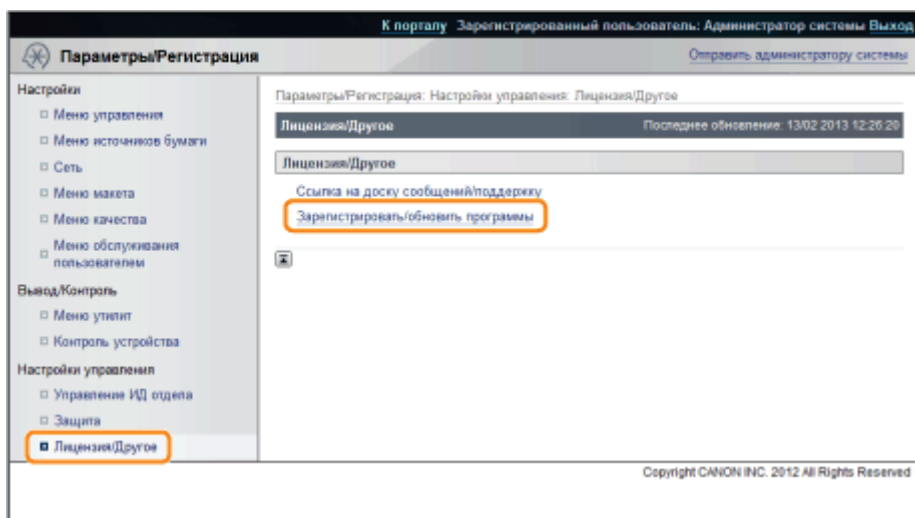 К порталу Зарегистрированный пользователь: Администратор системы Выход
Параметры/Регистрация
Отправить администратору системы
Настройки
Меню управления
Меню источников бумаги
Сеть
Меню макета
Меню качества
Меню обслуживания
пользователем
Вывод/Контроль
Меню утилит
Контроль устройства
Настройки управления
Управление ИД отдела
Защита
Лицензия/Другое
Параметры/Регистрация: Настройки управления: Лицензия/Другое
Лицензия/Другое Последнее обновление: 13/02 2013 12:26:20
Лицензия/Другое
Ссылка на доску сообщений/поддержку
Зарегистрировать/обновить программы
Copyright CANON INC. 2012 All Rights Reserved